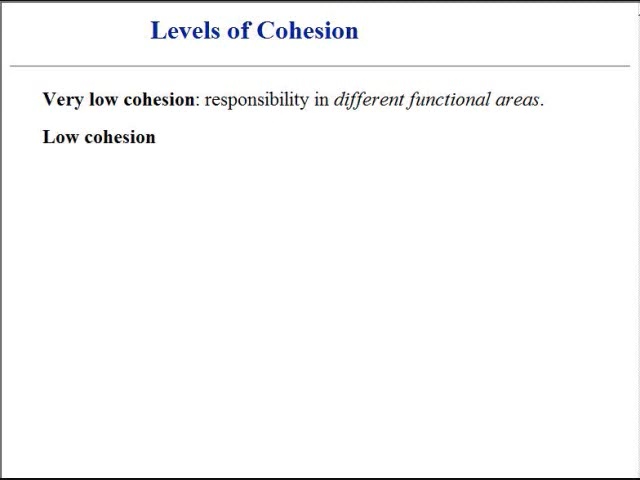 Levels of Cohesion
Very low cohesion: responsibility in different functional areas.
Low cohesion